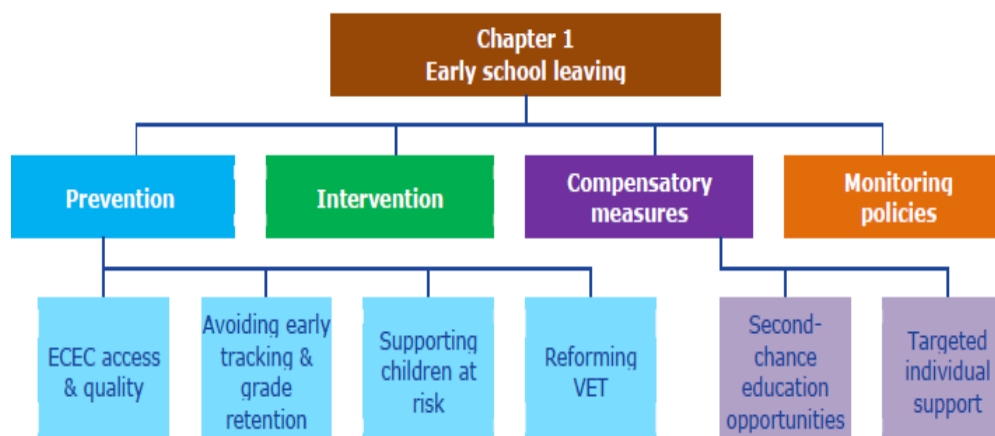 Chapter 1
Early school leaving
Prevention
Intervention
Compensatory
measures
Monitoring
policies
ECEC access
& quality
Avoiding early
tracking &
grade
retention
Supporting
children at
risk
Reforming
VET
Second-
chance
education
opportunities
Targeted
individual
support